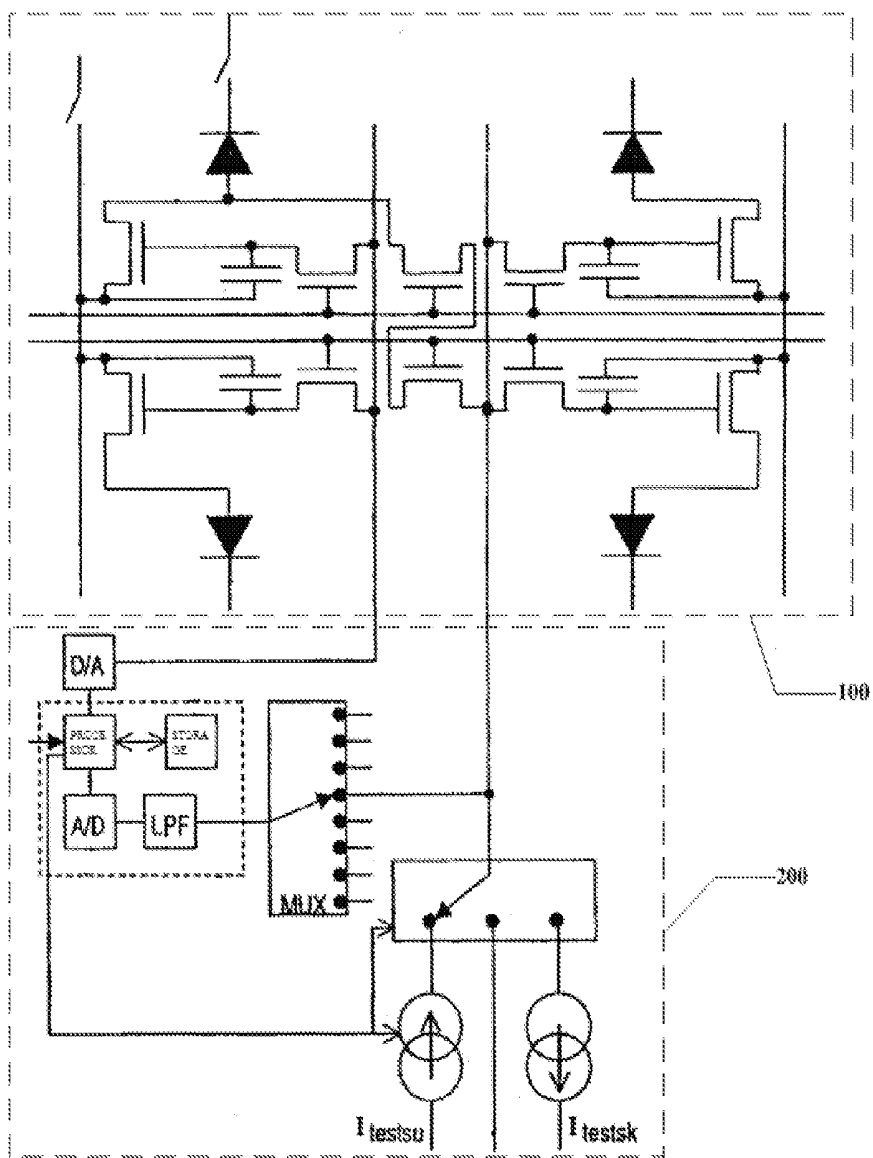 D/A
PROCE
SSOR
STORA
GE
A/D
LPF
MUX
100
200
I testsu
I testsk